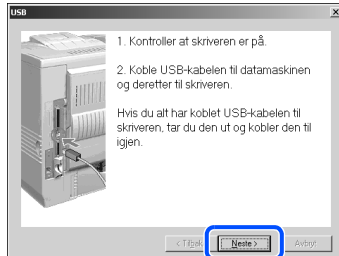 USB
1. Kontroller at skriveren er på.
2. Koble USB-kabelen til datamaskinen
og deretter til skriveren.
Hvis du alt har koblet USB-kabelen til
skriveren, tar du den ut og kobler den til
igjen.
< Tilbak Neste > Avbryt